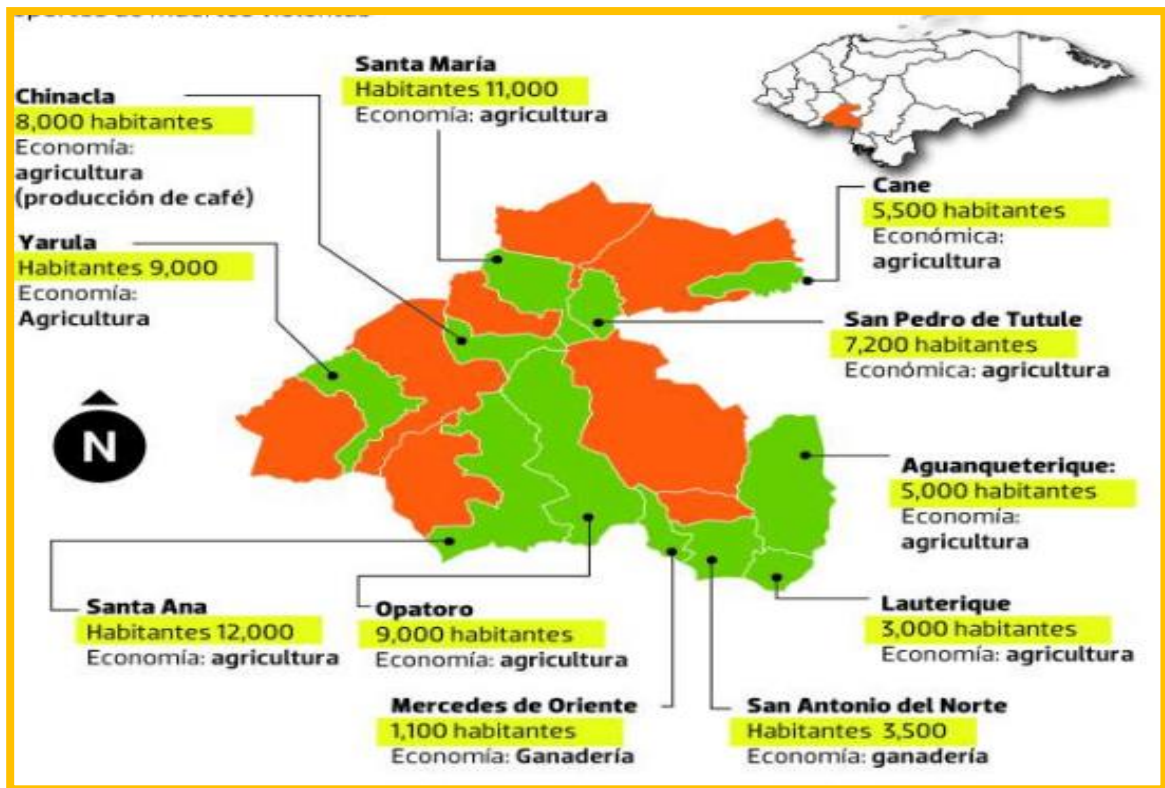 Santa María
Habitantes 11,000
Economía: agricultura
Chinacla
8,000 habitantes
Economía:
agricultura
(producción de café)
Yarula
Habitantes 9,000
Economía:
Agricultura
Cane
5,500 habitantes
Económica:
agricultura
San Pedro de Tutule
7,200 habitantes
Económica: agricultura
N
Aguanqueterique:
5,000 habitantes
Economía:
agricultura
Santa Ana
Habitantes 12,000
Economía: agricultura
Opatoro
9,000 habitantes
Economía: agricultura
Lauterique
3,000 habitantes
Economía: agricultura
Mercedes de Oriente
1,100 habitantes
Economía: Ganadería
San Antonio del Norte
Habitantes 3,500
Economía: ganadería